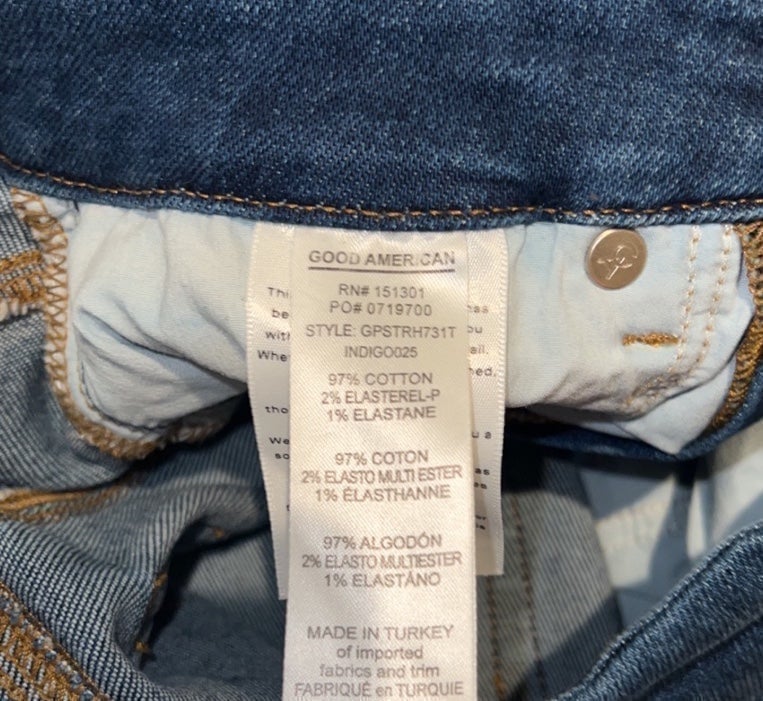 GOOD AMERICAN
RN# 151301
PO# 0719700
STYLE: GPSTRH731T
INDIGO025
97% COTTON
2% ELASTEREL-P
1% ELASTANE
97% COTON
2% ELASTO MULTI ESTER
1% ÉLASTHANNE
97% ALGODÓN
2% ELASTO MULTIESTER
1% ELASTÅNO
MADE IN TURKEY
of imported
fabrics and trim
FABRIQUÉ en TURQUIE